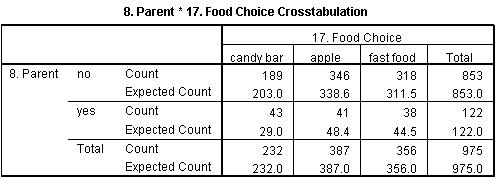 8. Parent * 17. Food Choice Crosstabulation
17. Food Choice
candy bar apple fast food Total
8. Parent no Count 189 346 318 853
Expected Count 203.0 338.6 311.5 853.0
yes Count 43 41 38 122
Expected Count 29.0 48.4 44.5 122.0
Total Count 232 387 356 975
Expected Count 232.0 387.0 356.0 975.0